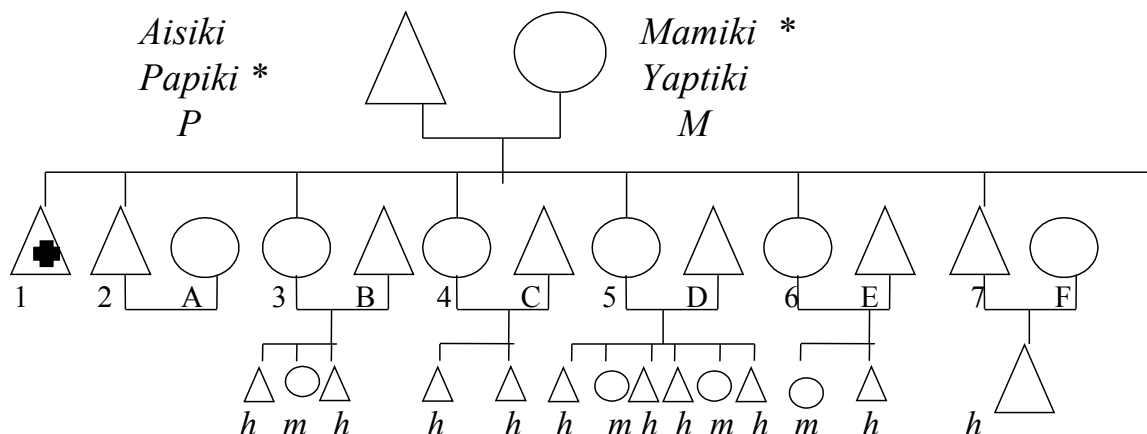 Aisiki
Papiki *
P
Mamiki *
Yaptiki
M
1 2 A 3 B 4 C 5 D 6 E 7 F
h m h h h h m h h m h m h h